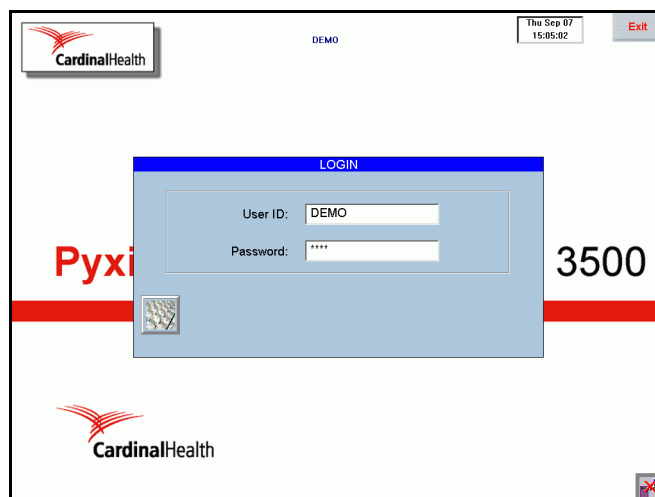 CardinalHealth
DEMO
Thu Sep 07
15:05:02
Exit
LOGIN
User ID: DEMO
Password: ****
Pyxi 3500
CardinalHealth